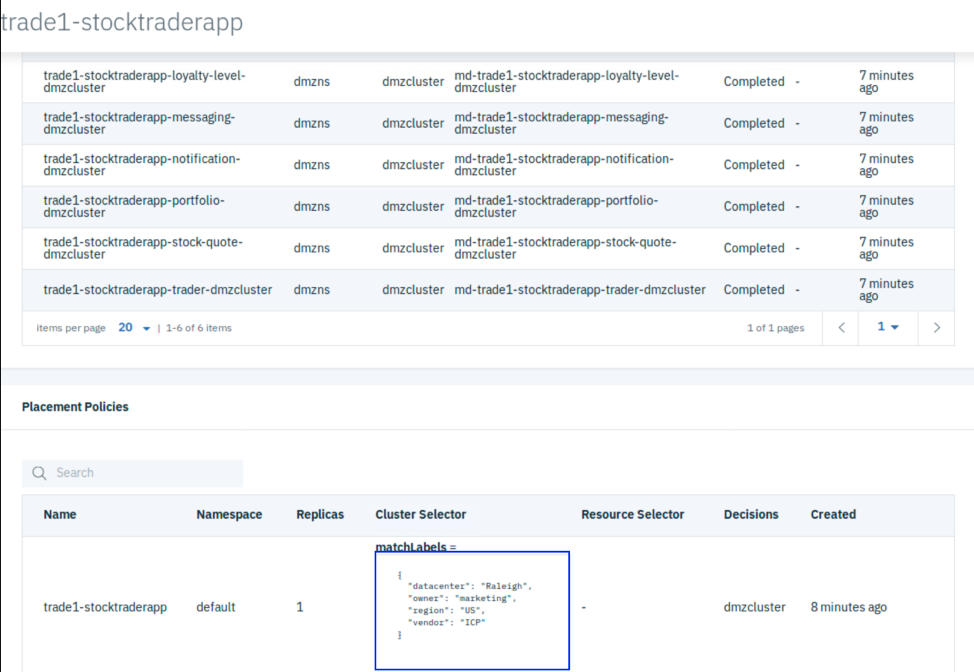 trade1-stocktraderapp
trade1-stocktraderapp-loyalty-level-
dmzcluster
dmzns
dmzcluster
md-trade1-stocktraderapp-loyalty-level-
dmzcluster
Completed
-
7 minutes
ago
trade1-stocktraderapp-messaging-
dmzcluster
dmzns
dmzcluster
md-trade1-stocktraderapp-messaging-
dmzcluster
Completed
-
7 minutes
ago
trade1-stocktraderapp-notification-
dmzcluster
dmzns
dmzcluster
md-trade1-stocktraderapp-notification-
dmzcluster
Completed
-
7 minutes
ago
trade1-stocktraderapp-portfolio-
dmzcluster
dmzns
dmzcluster
md-trade1-stocktraderapp-portfolio-
dmzcluster
Completed
-
7 minutes
ago
trade1-stocktraderapp-stock-quote-
dmzcluster
dmzns
dmzcluster
md-trade1-stocktraderapp-stock-quote-
dmzcluster
Completed
-
7 minutes
ago
trade1-stocktraderapp-trader-dmzcluster
dmzns
dmzcluster
md-trade1-stocktraderapp-trader-dmzcluster
Completed
-
7 minutes
ago
items per page 20 | 1-6 of 6 items
1 of 1 pages
1
Placement Policies
Search
Name Namespace Replicas Cluster Selector Resource Selector Decisions Created
trade1-stocktraderapp
default
1
matchLabels =
{
"datacenter": "Raleigh",
"owner": "marketing",
"region": "US",
"vendor": "ICP"
}
-
dmzcluster
8 minutes ago